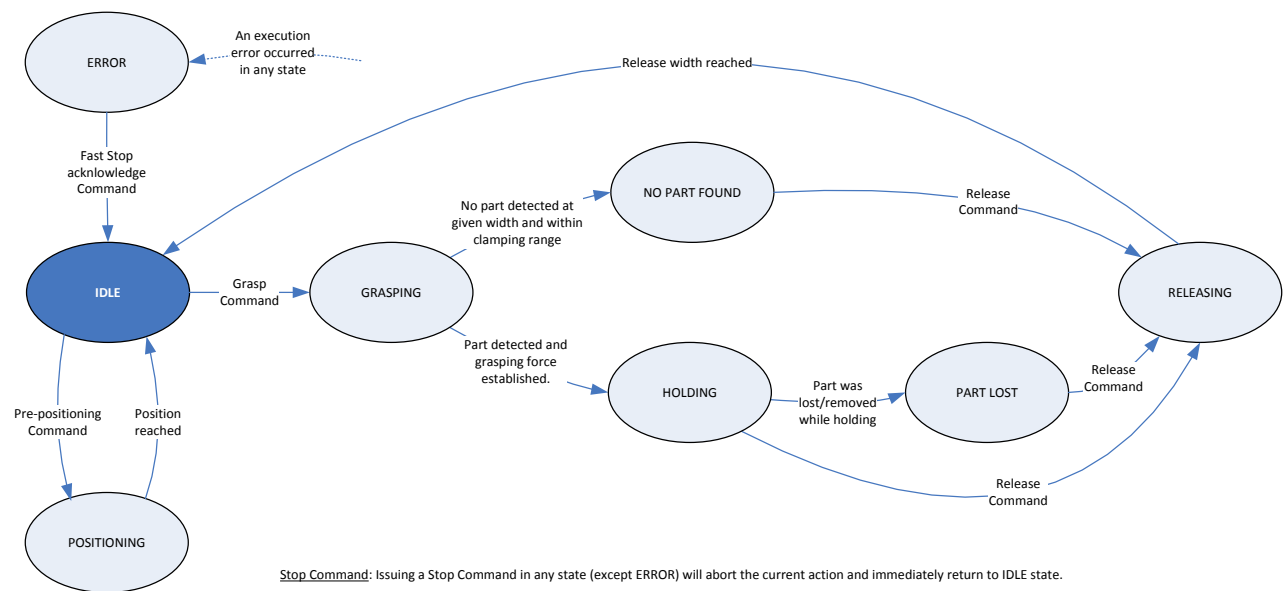 An execution
error occurred
in any state
ERROR
Release width reached
Fast Stop
acknlowledge
Command
NO PART FOUND
No part detected at
given width and within
clamping range
Release
Command
IDLE
Grasp
Command
GRASPING
RELEASING
Part detected and
grasping force
established.
HOLDING
Part was
lost/removed
while holding
PART LOST
Release
Command
Pre-positioning
Command
Position
reached
Release
Command
POSITIONING
Stop Command: Issuing a Stop Command in any state (except ERROR) will abort the current action and immediately return to IDLE state.